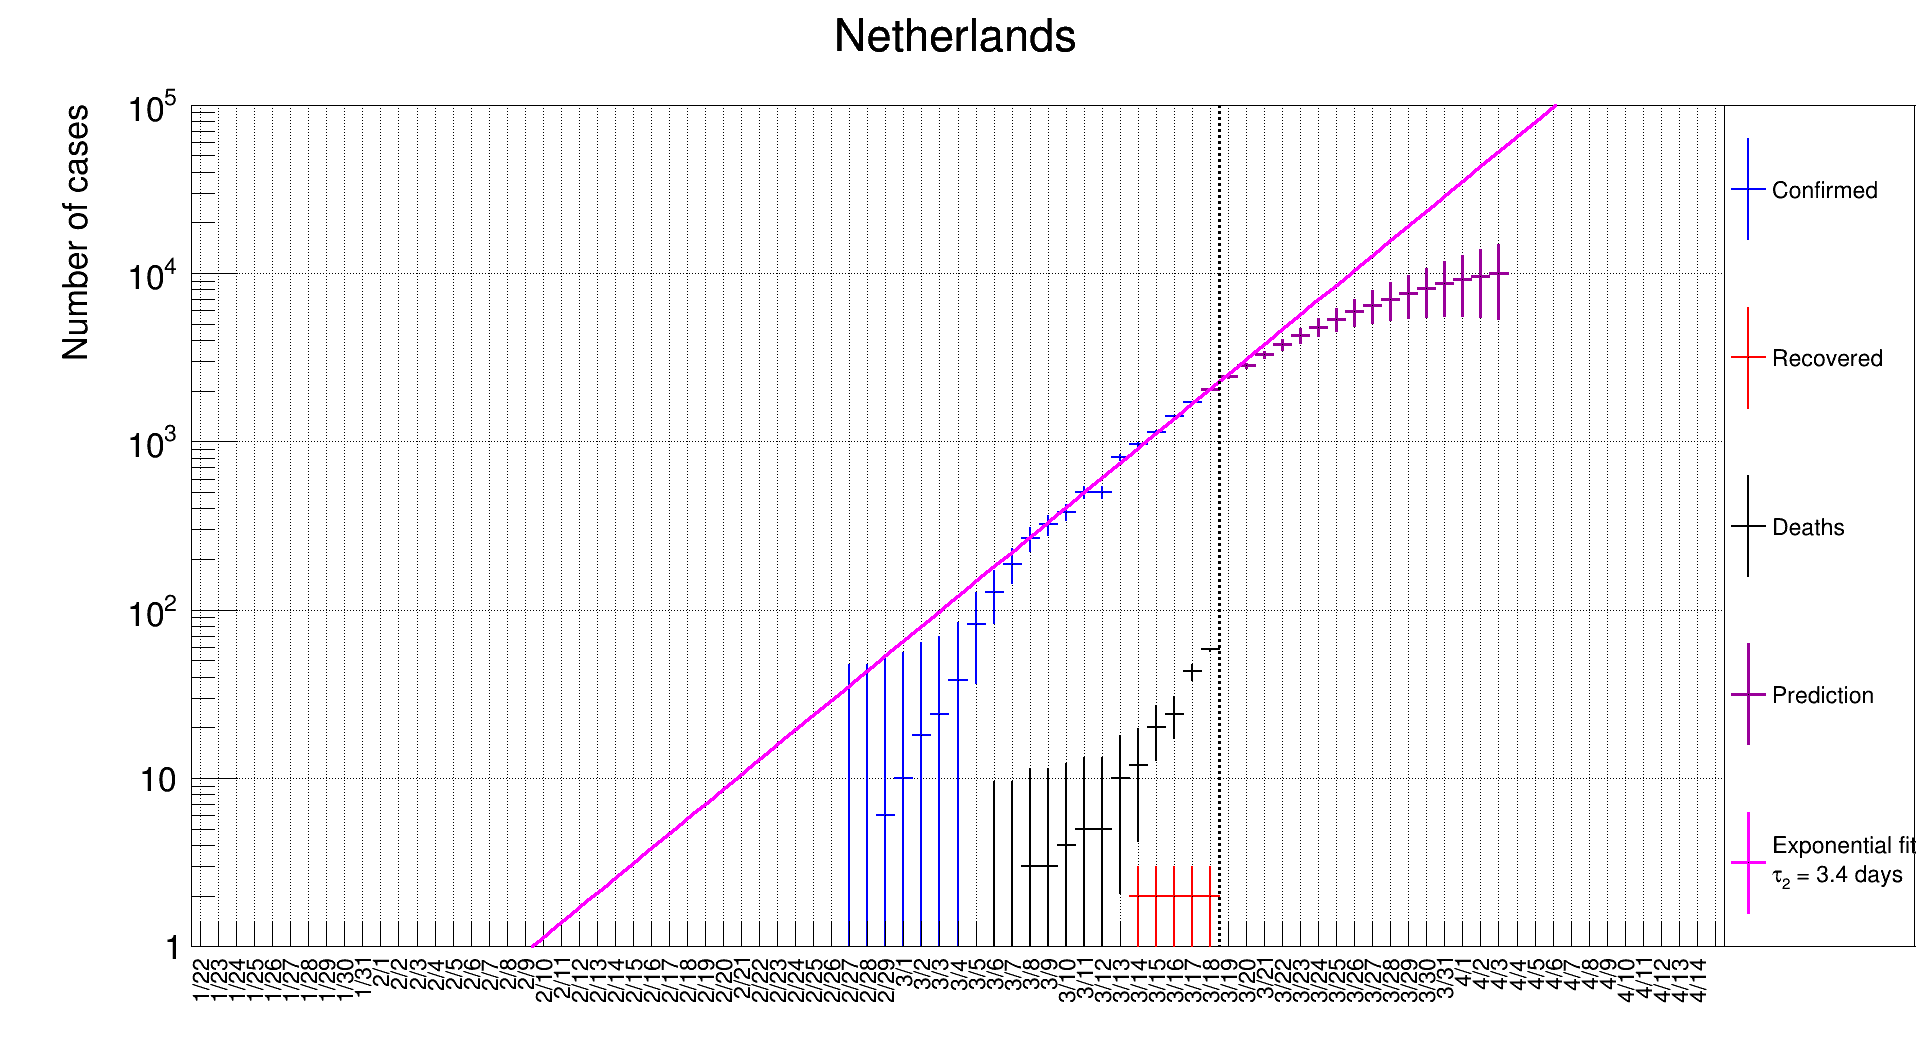 Netherlands
Number of cases
10^5
10^4
10^3
10^2
10
1
1/22 1/23 1/24 1/25 1/26 1/27 1/28 1/29 1/30 1/31 2/1 2/2 2/3 2/4 2/5 2/6 2/7 2/8 2/9 2/10 2/11 2/12 2/13 2/14 2/15 2/16 2/17 2/18 2/19 2/20 2/21 2/22 2/23 2/24 2/25 2/26 2/27 2/28 2/29 3/1 3/2 3/3 3/4 3/5 3/6 3/7 3/8 3/9 3/10 3/11 3/12 3/13 3/14 3/15 3/16 3/17 3/18 3/19 3/20 3/21 3/22 3/23 3/24 3/25 3/26 3/27 3/28 3/29 3/30 3/31 4/1 4/2 4/3 4/4 4/5 4/6 4/7 4/8 4/9 4/10 4/11 4/12 4/13 4/14
Confirmed
Recovered
Deaths
Prediction
Exponential fit
τ2 = 3.4 days